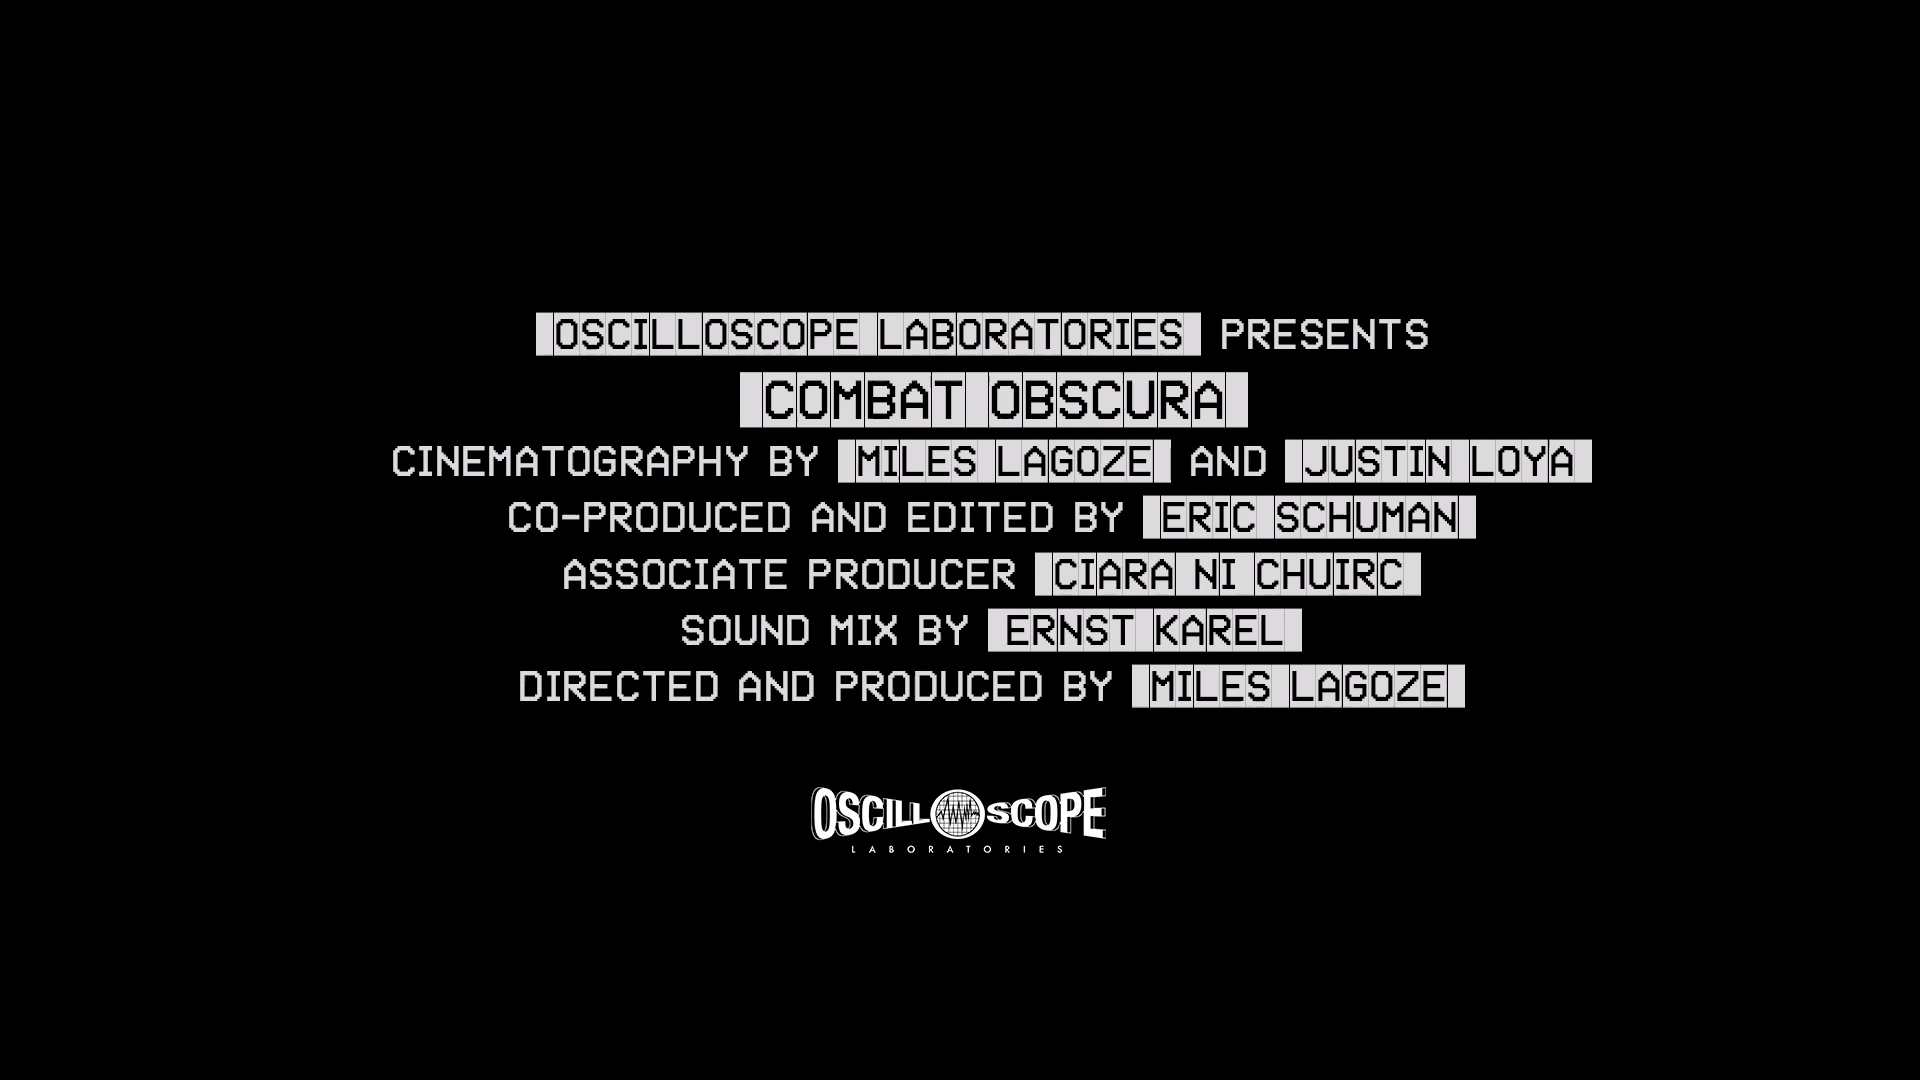 OSCILLOSCOPE LABORATORIES PRESENTS
COMBAT OBSCURA
CINEMATOGRAPHY BY MILES LAGOZE AND JUSTIN LOYA
CO-PRODUCED AND EDITED BY ERIC SCHUMAN
ASSOCIATE PRODUCER CIARA NI CHUIRC
SOUND MIX BY ERNST KAREL
DIRECTED AND PRODUCED BY MILES LAGOZE
OSCILLOSCOPE
LABORATORIES